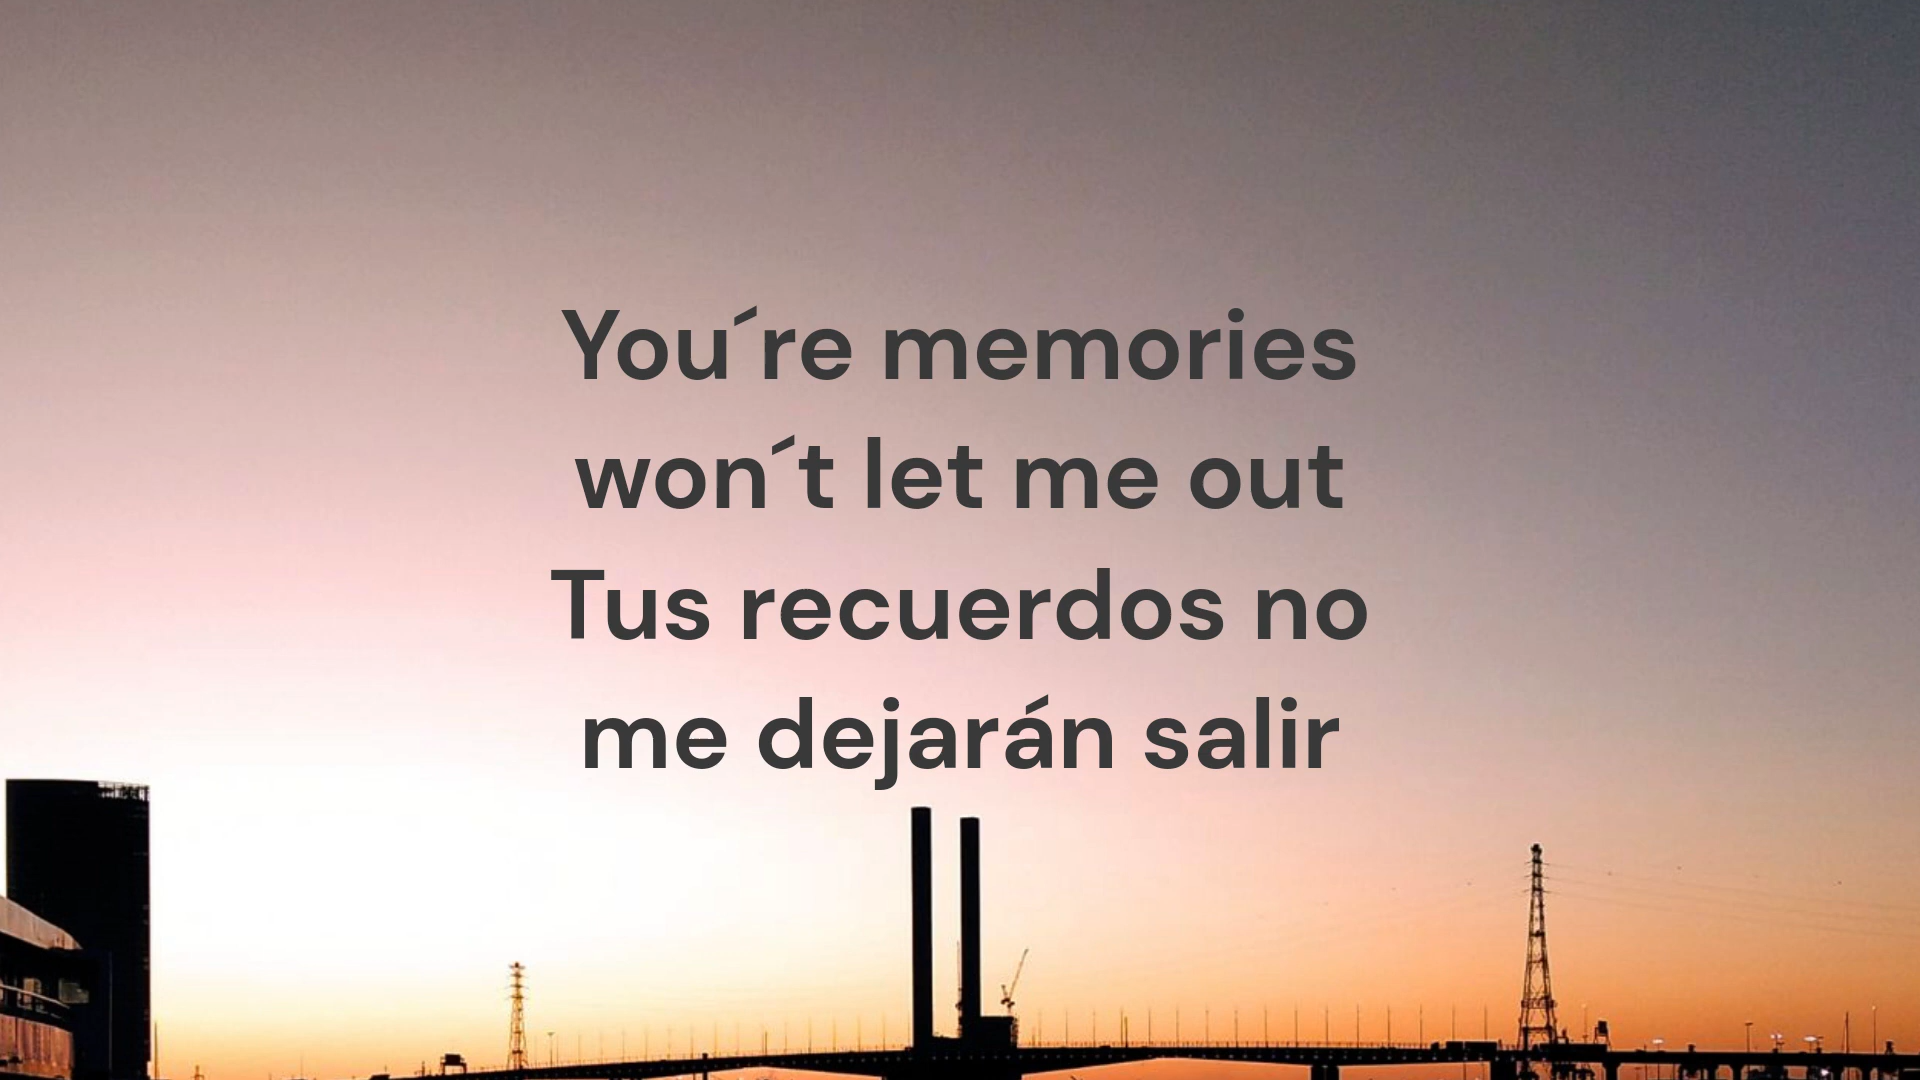 You´re memories
won´t let me out
Tus recuerdos no
me dejarán salir